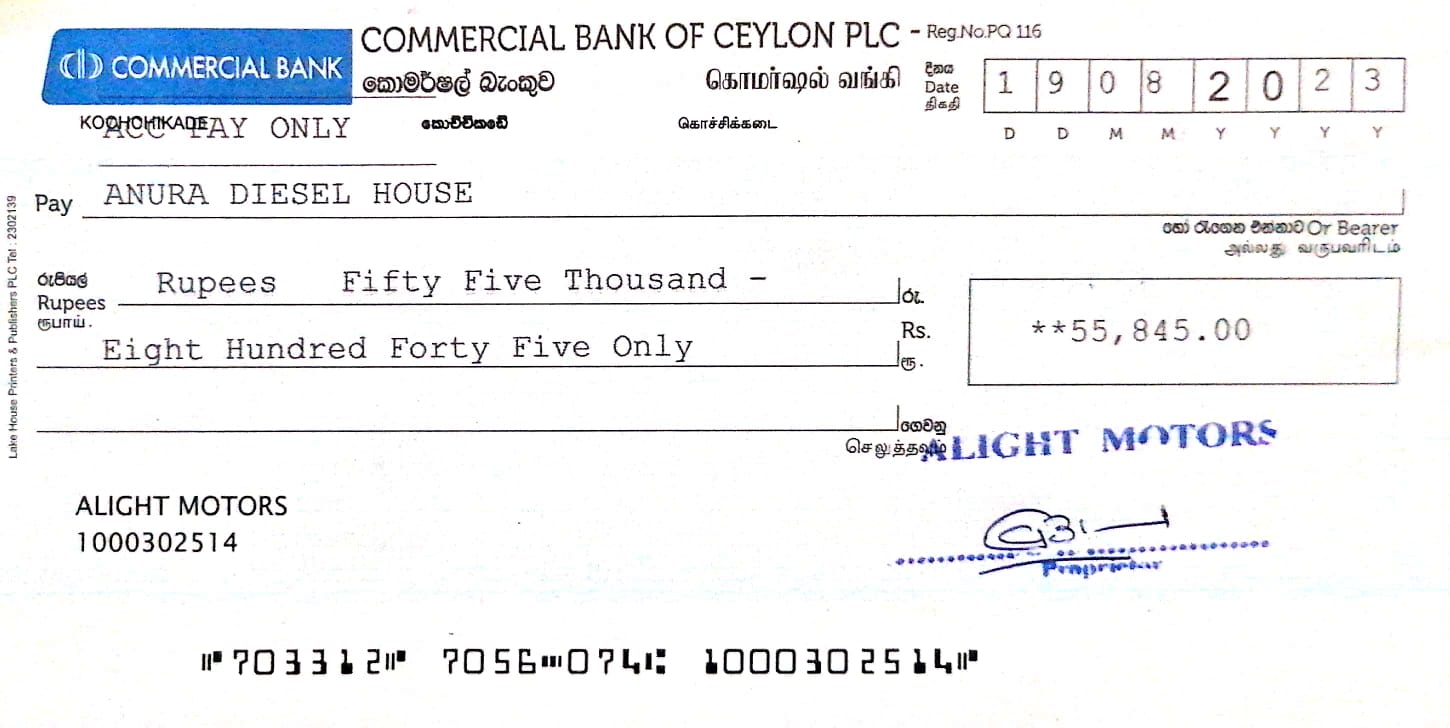 COMMERCIAL BANK
COMMERCIAL BANK OF CEYLON PLC - Reg.No.PQ 116
කොමර්ෂල් බැංකුව கொமர்ஷல் வங்கி
දිනය
Date
திகதி
1 9 0 8 2 0 2 3
D D M M Y Y Y Y
KOCHCHIKADE කොච්චිකඩේ கொச்சிக்கடை
ACC PAY ONLY
Pay ANURA DIESEL HOUSE
හෝ රැගෙන එන්නාට Or Bearer
அல்லது வருபவரிடம்
රුපියල්
Rupees
ரூபாய்.
Rupees Fifty Five Thousand -
Eight Hundred Forty Five Only
රු.
Rs.
ரூ.
**55,845.00
ගෙවනු
செலுத்தவும்
ALIGHT MOTORS
ALIGHT MOTORS
1000302514
Proprietor
⑈703312⑈ 7056⑉074⑆ 1000302514⑈
Lake House Printers & Publishers PLC Tel : 2302139